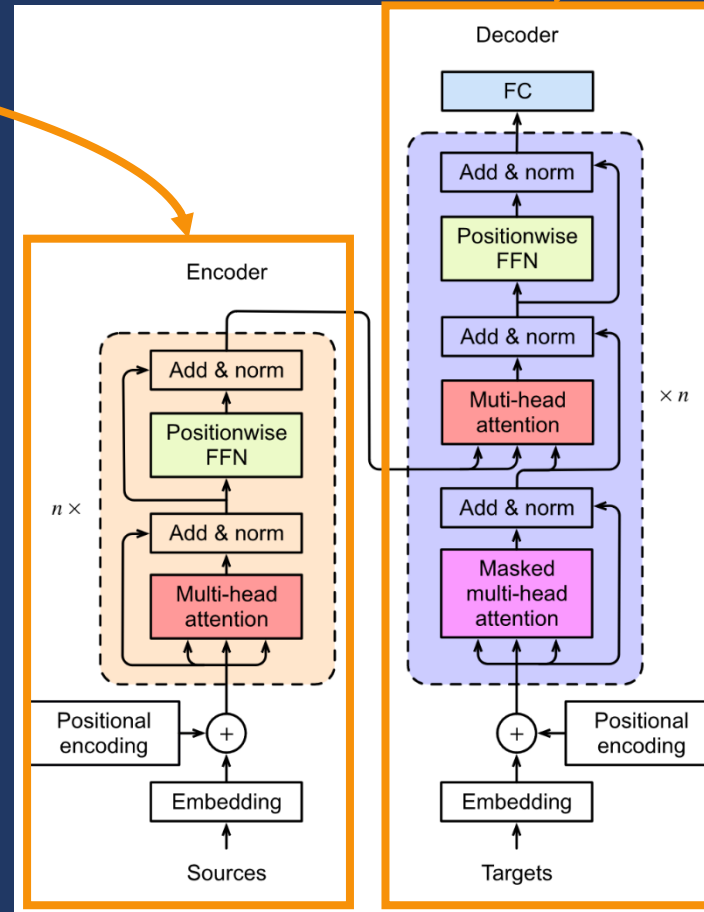 Encoder
Add & norm
Positionwise
FFN
n ×
Add & norm
Multi-head
attention
Positional
encoding
+
Embedding
Sources
Decoder
FC
Add & norm
Positionwise
FFN
Add & norm
Muti-head
attention
× n
Add & norm
Masked
multi-head
attention
+
Positional
encoding
Embedding
Targets